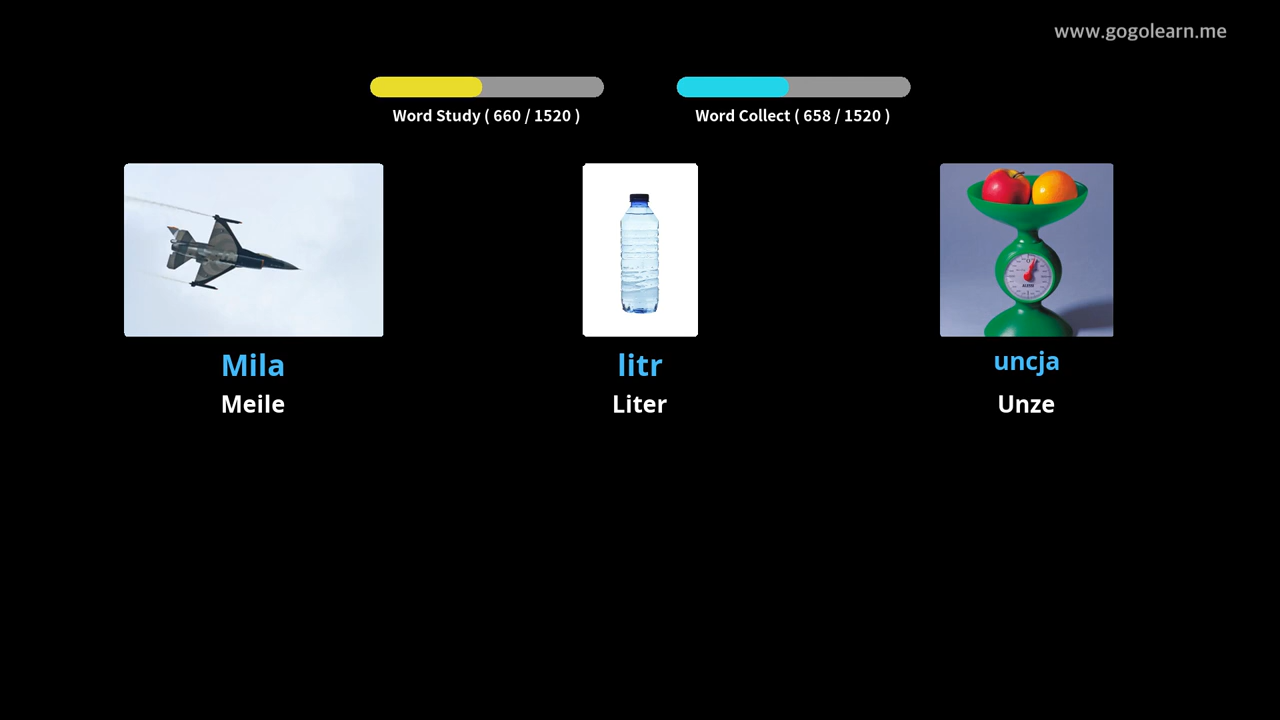 www.gogolearn.me
Word Study ( 660 / 1520 )
Word Collect ( 658 / 1520 )
Mila
Meile
litr
Liter
uncja
Unze